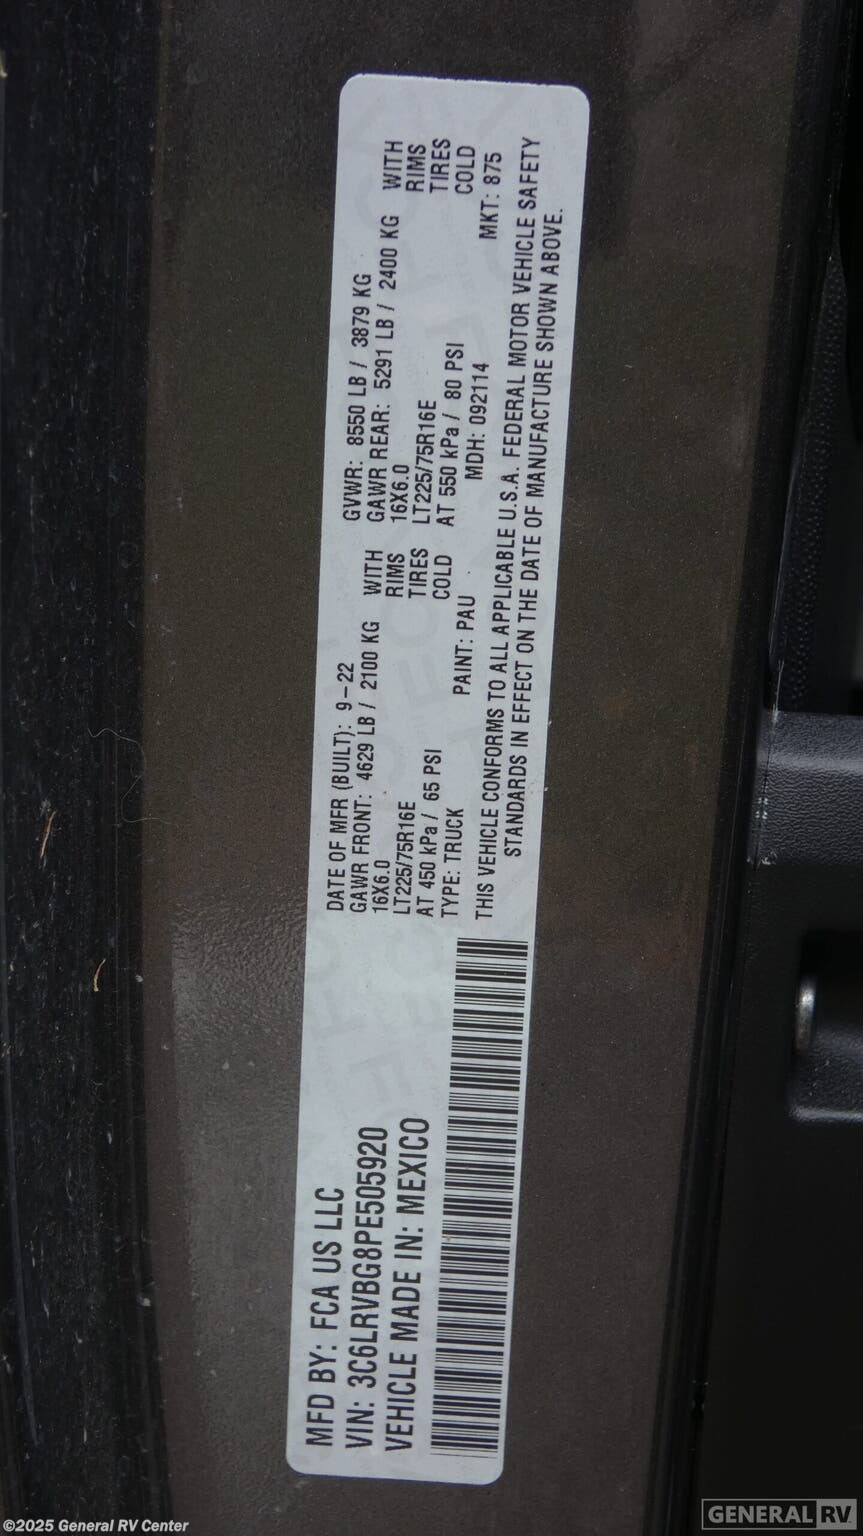 MFD BY: FCA US LLC
VIN: 3C6LRVBG8PE505920
VEHICLE MADE IN: MEXICO
DATE OF MFR (BUILT): 9-22 GVWR: 8550 LB / 3879 KG
GAWR FRONT: 4629 LB / 2100 KG WITH GAWR REAR: 5291 LB / 2400 KG WITH
16X6.0 RIMS 16X6.0 RIMS
LT225/75R16E TIRES LT225/75R16E TIRES
AT 450 kPa / 65 PSI COLD AT 550 kPa / 80 PSI COLD
TYPE: TRUCK PAINT: PAU MDH: 092114 MKT: 875
THIS VEHICLE CONFORMS TO ALL APPLICABLE U.S.A. FEDERAL MOTOR VEHICLE SAFETY
STANDARDS IN EFFECT ON THE DATE OF MANUFACTURE SHOWN ABOVE.
©2025 General RV Center
GENERAL RV